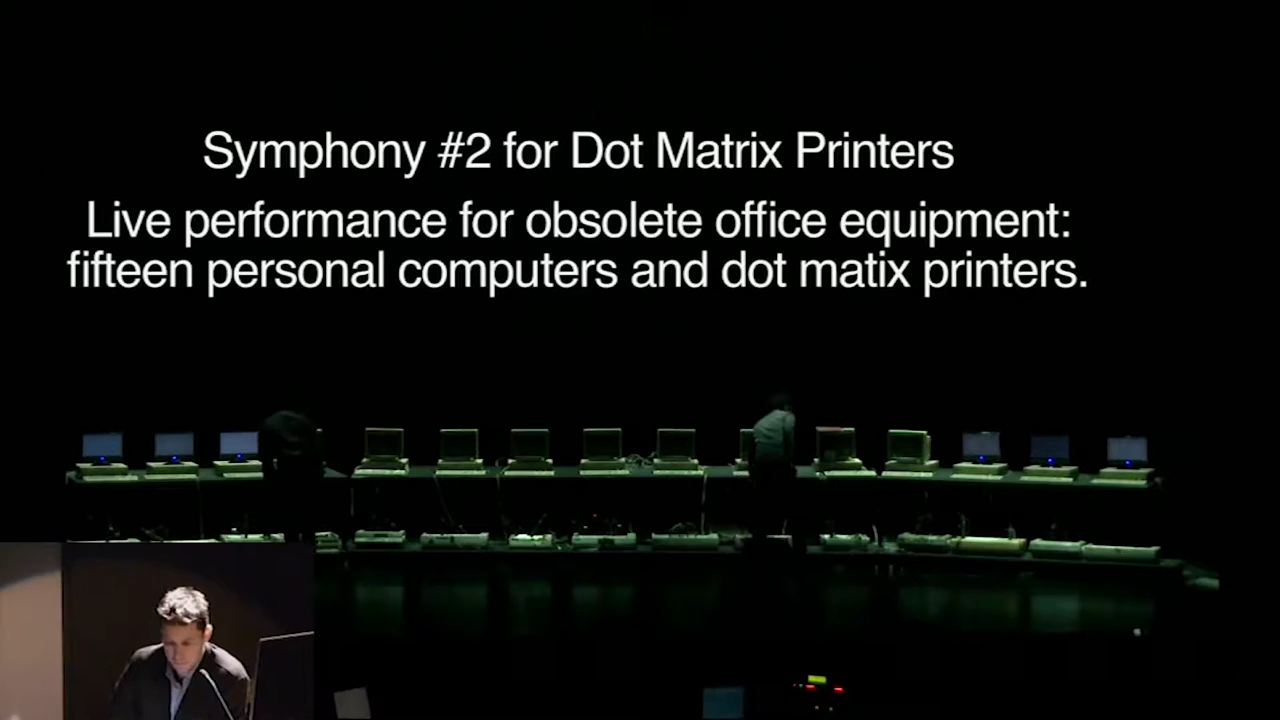 Symphony #2 for Dot Matrix Printers
Live performance for obsolete office equipment:
fifteen personal computers and dot matix printers.